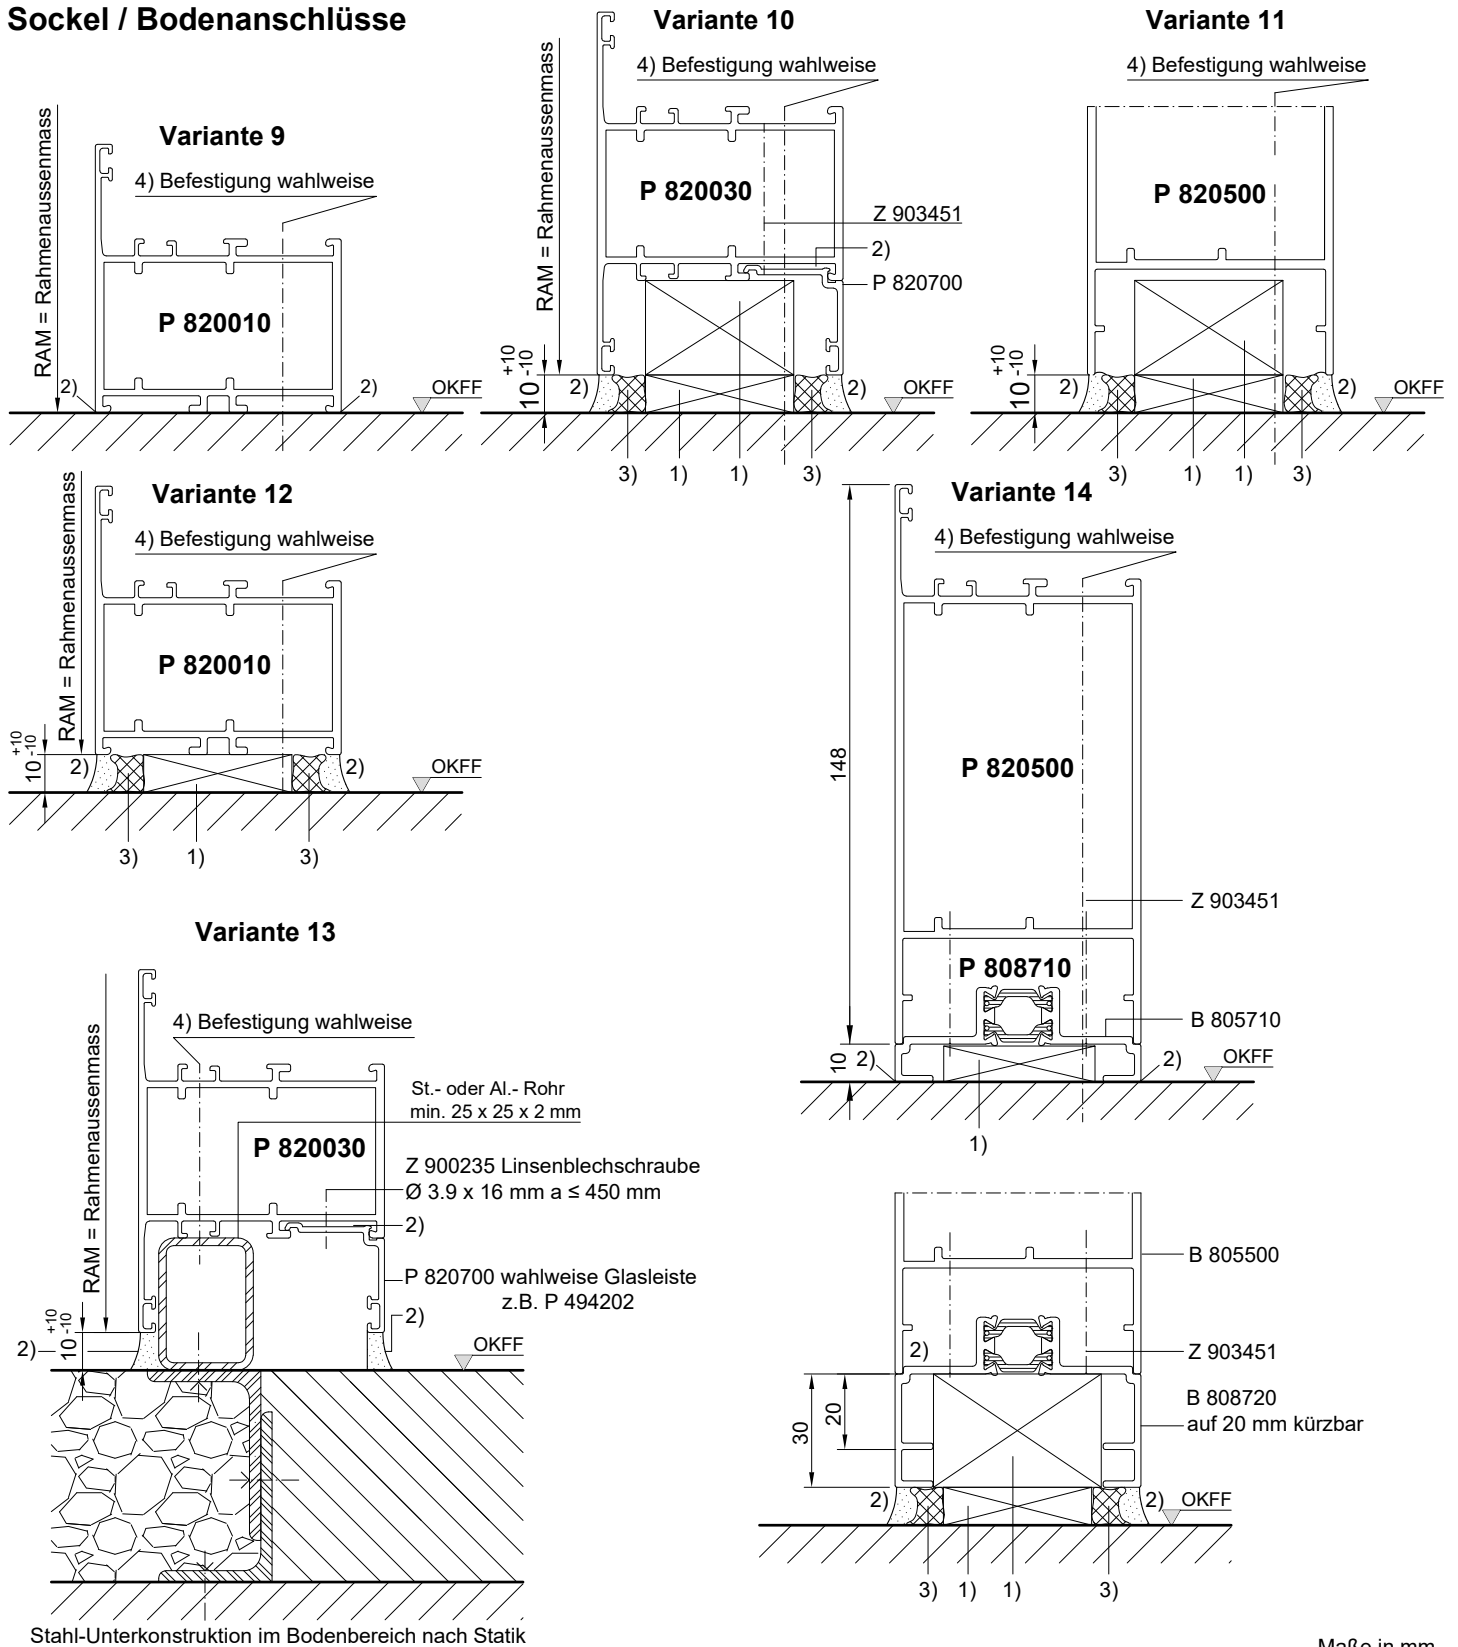 Sockel / Bodenanschlüsse
Variante 9
4) Befestigung wahlweise
RAM = Rahmenaussenmass
P 820010
2)
2)
OKFF
Variante 10
4) Befestigung wahlweise
RAM = Rahmenaussenmass
P 820030
Z 903451
2)
P 820700
10 +10 -10
2)
2)
OKFF
3)
1)
1)
3)
Variante 11
4) Befestigung wahlweise
P 820500
10 +10 -10
2)
2)
OKFF
3)
1)
1)
3)
Variante 12
4) Befestigung wahlweise
RAM = Rahmenaussenmass
P 820010
10 +10 -10
2)
2)
OKFF
3)
1)
3)
Variante 14
4) Befestigung wahlweise
148
P 820500
Z 903451
P 808710
B 805710
10
2)
2)
OKFF
1)
Variante 13
4) Befestigung wahlweise
RAM = Rahmenaussenmass
St.- oder Al.- Rohr
min. 25 x 25 x 2 mm
P 820030
Z 900235 Linsenblechschraube
Ø 3.9 x 16 mm a ≤ 450 mm
2)
P 820700 wahlweise Glasleiste
z.B. P 494202
2)
2)
10 +10 -10
OKFF
Stahl-Unterkonstruktion im Bodenbereich nach Statik
B 805500
2)
Z 903451
B 808720
auf 20 mm kürzbar
30
20
2)
2)
OKFF
3)
1)
1)
3)
Maße in mm